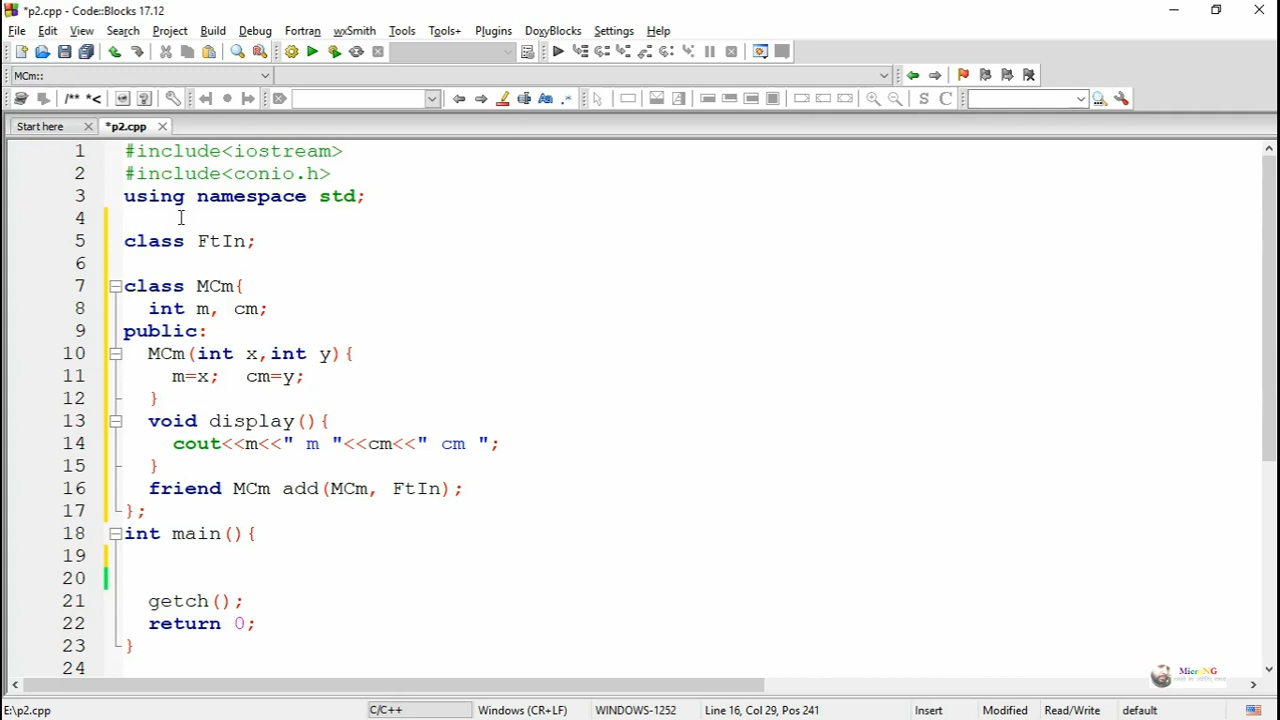 *p2.cpp - Code::Blocks 17.12
File Edit View Search Project Build Debug Fortran wxSmith Tools Tools+ Plugins DoxyBlocks Settings Help
MCm::
/** *<
S C
Start here *p2.cpp
1 #include<iostream>
2 #include<conio.h>
3 using namespace std;
4
5 class FtIn;
6
7 class MCm{
8 int m, cm;
9 public:
10 MCm(int x,int y){
11 m=x; cm=y;
12 }
13 void display(){
14 cout<<m<<" m "<<cm<<" cm ";
15 }
16 friend MCm add(MCm, FtIn);
17 };
18 int main(){
19
20
21 getch();
22 return 0;
23 }
24
MicroNG
E:\p2.cpp C/C++ Windows (CR+LF) WINDOWS-1252 Line 16, Col 29, Pos 241 Insert Modified Read/Write default